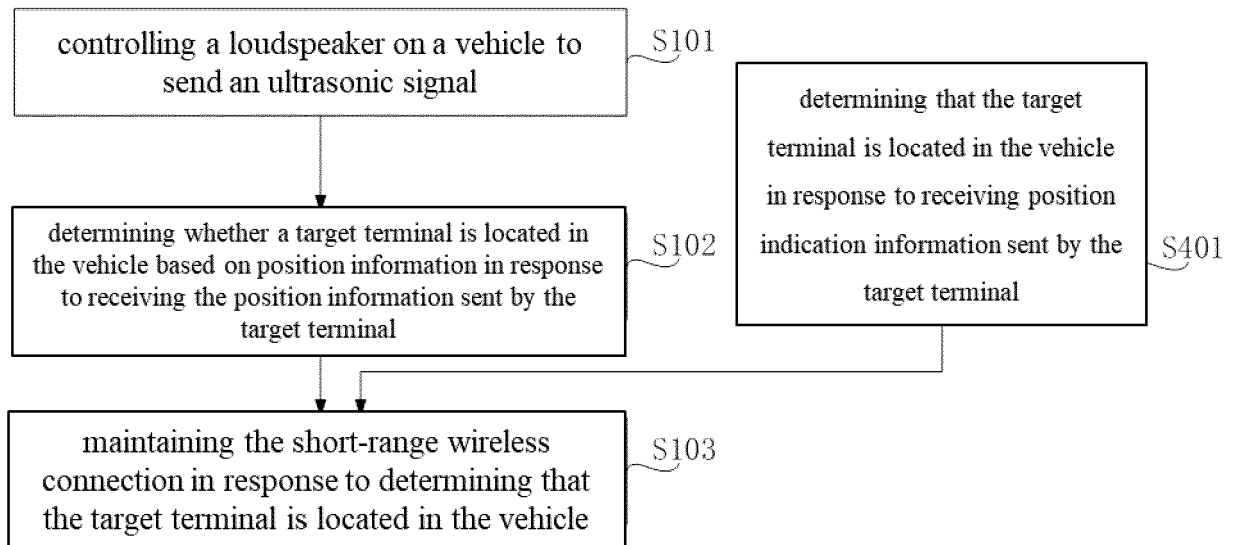 controlling a loudspeaker on a vehicle to
send an ultrasonic signal
S101
determining whether a target terminal is located in
the vehicle based on position information in response
to receiving the position information sent by the
target terminal
S102
determining that the target
terminal is located in the vehicle
in response to receiving position
indication information sent by the
target terminal
S401
maintaining the short-range wireless
connection in response to determining that
the target terminal is located in the vehicle
S103